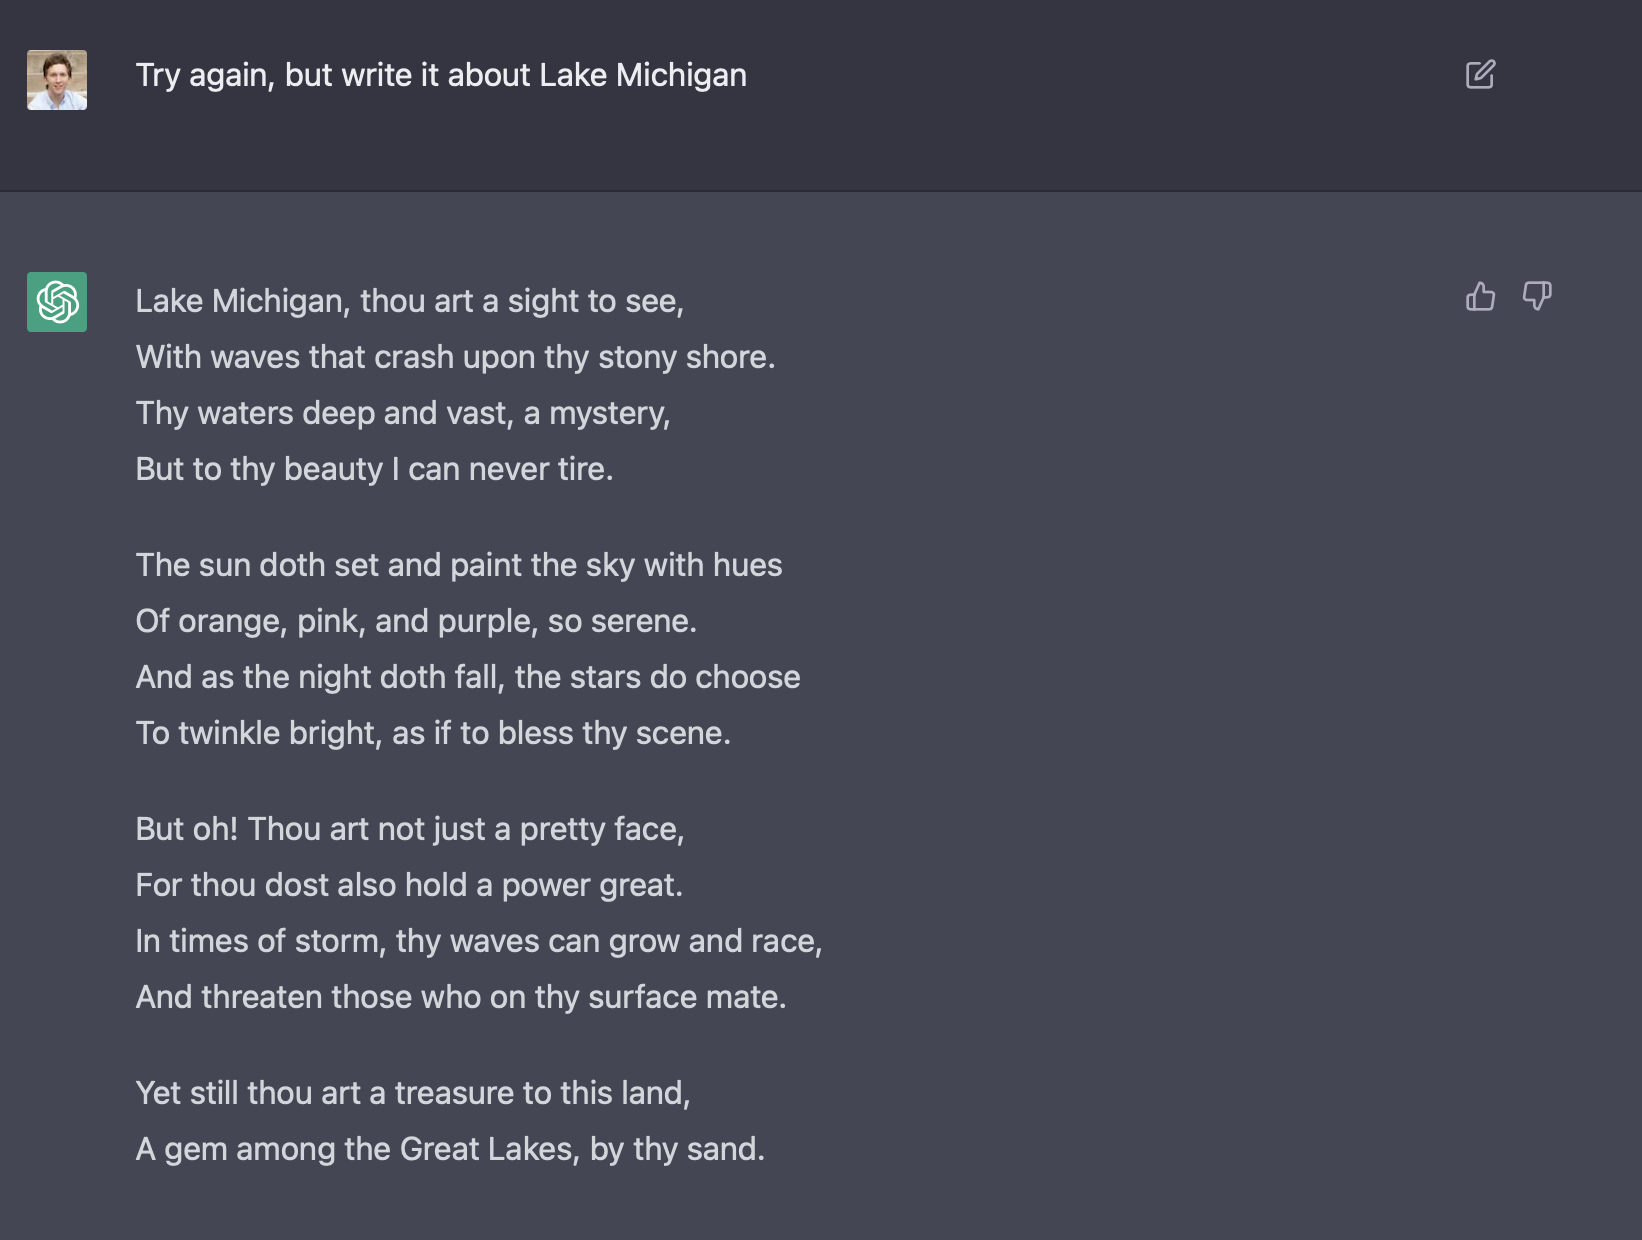 Try again, but write it about Lake Michigan
Lake Michigan, thou art a sight to see,
With waves that crash upon thy stony shore.
Thy waters deep and vast, a mystery,
But to thy beauty I can never tire.
The sun doth set and paint the sky with hues
Of orange, pink, and purple, so serene.
And as the night doth fall, the stars do choose
To twinkle bright, as if to bless thy scene.
But oh! Thou art not just a pretty face,
For thou dost also hold a power great.
In times of storm, thy waves can grow and race,
And threaten those who on thy surface mate.
Yet still thou art a treasure to this land,
A gem among the Great Lakes, by thy sand.